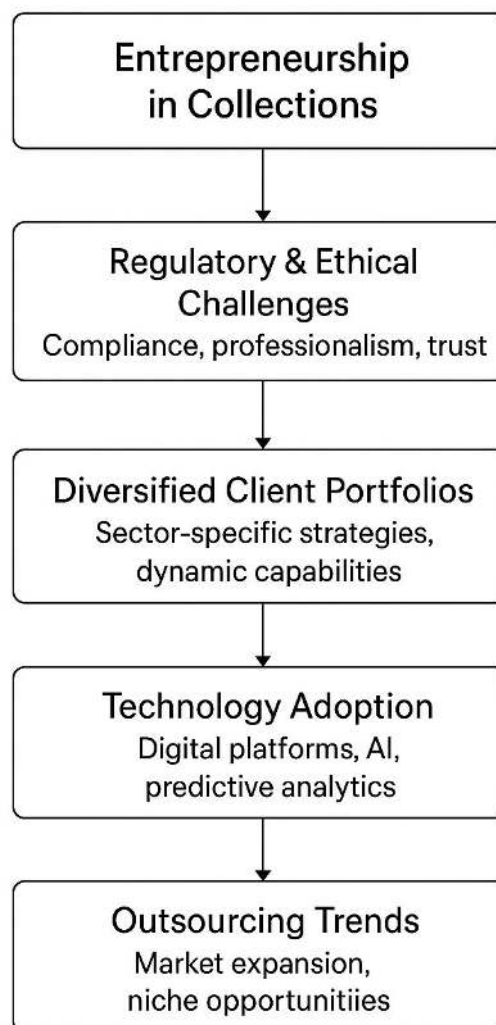 Entrepreneurship
in Collections
Regulatory & Ethical
Challenges
Compliance, professionalism, trust
Diversified Client Portfolios
Sector-specific strategies,
dynamic capabilities
Technology Adoption
Digital platforms, AI,
predictive analytics
Outsourcing Trends
Market expansion,
niche opportunitiies